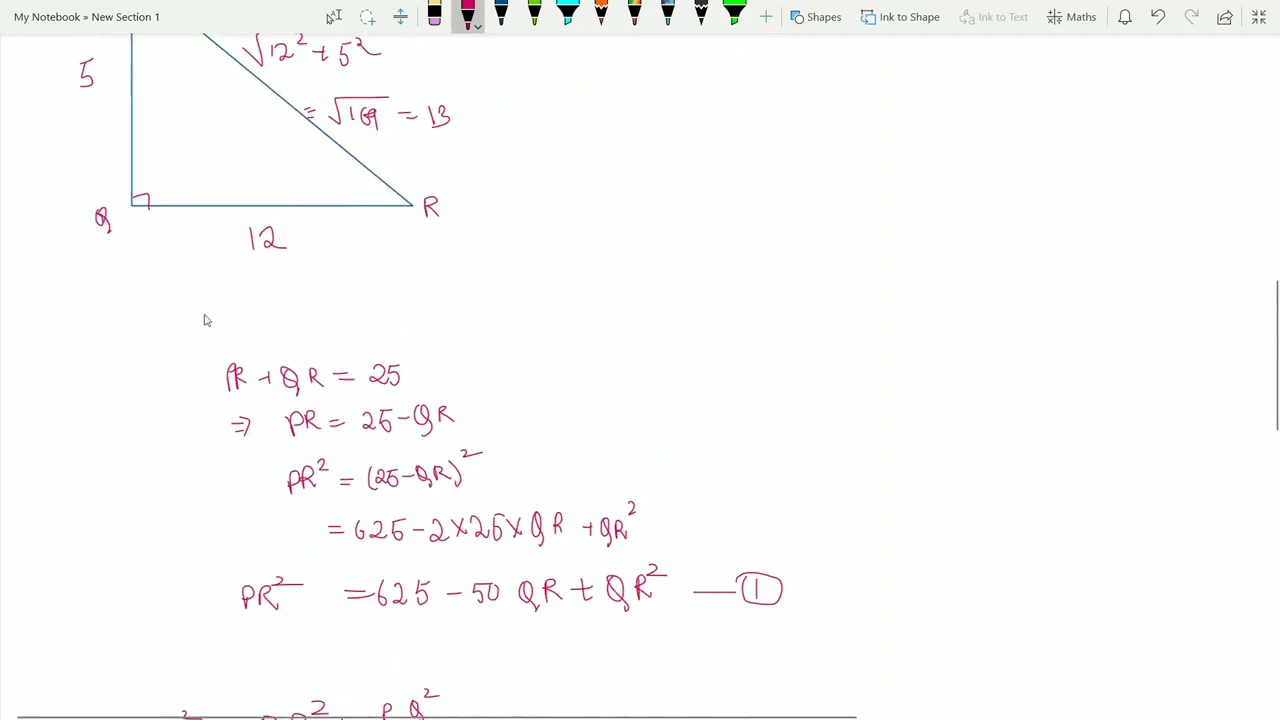 My Notebook » New Section 1
Shapes
Ink to Shape
Ink to Text
Maths
√12² + 5²
5
= √169 = 13
Q
R
12
PR + QR = 25
⇒ PR = 25 - QR
PR² = (25-QR)²
= 625 - 2×25×QR + QR²
PR² = 625 - 50 QR + QR² —①
PQ²